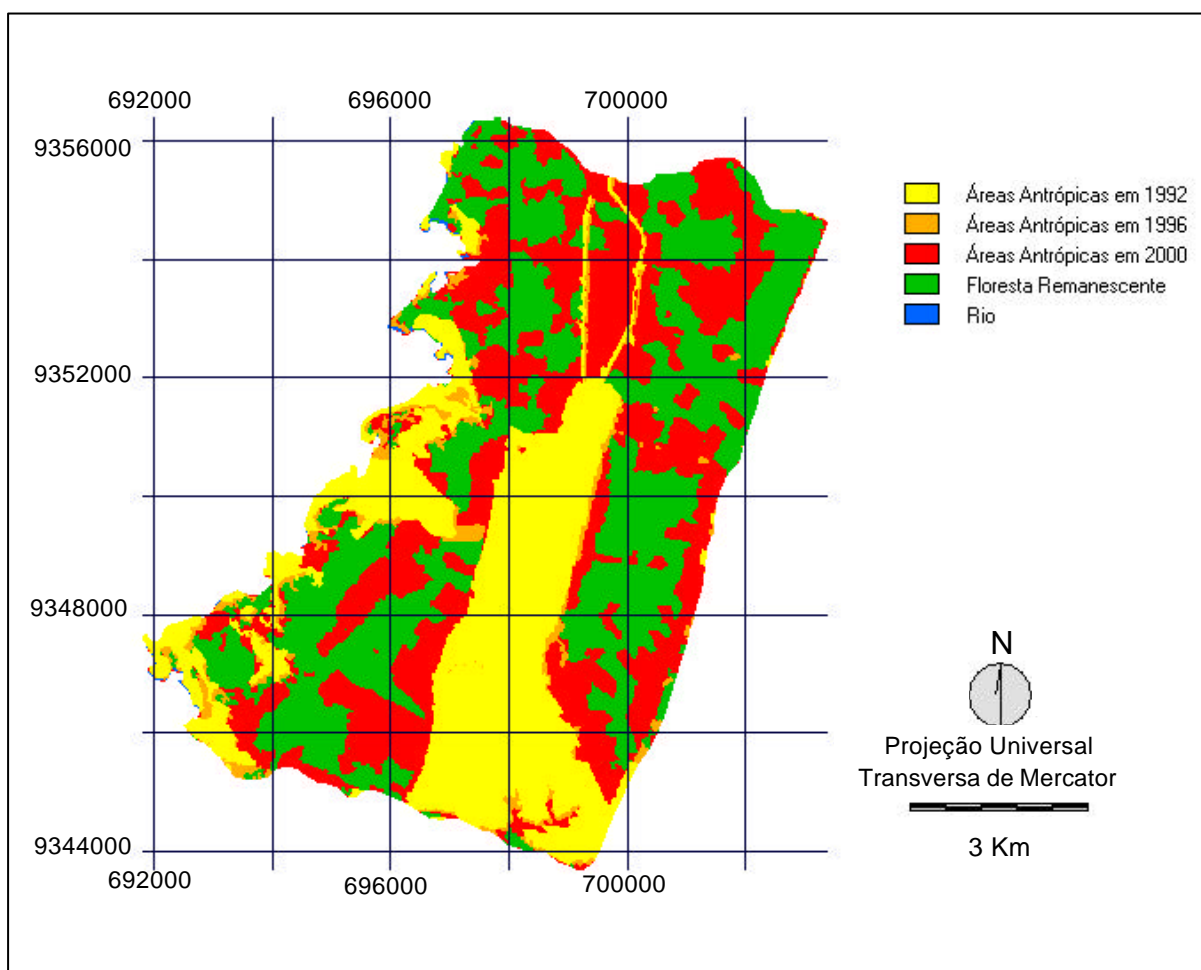 692000 696000 700000
9356000
9352000
9348000
9344000
692000 696000 700000
Áreas Antrópicas em 1992
Áreas Antrópicas em 1996
Áreas Antrópicas em 2000
Floresta Remanescente
Rio
N
Projeção Universal
Transversa de Mercator
3 Km